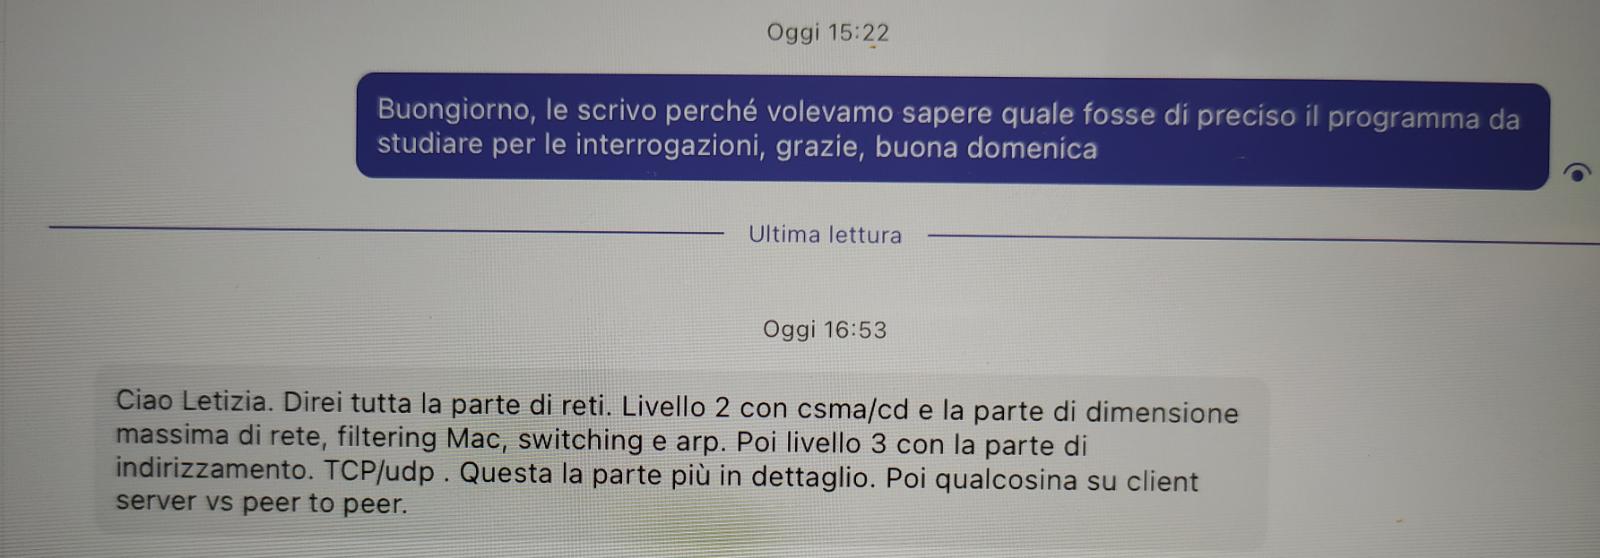 Oggi 15:22
Buongiorno, le scrivo perché volevamo sapere quale fosse di preciso il programma da
studiare per le interrogazioni, grazie, buona domenica
Ultima lettura
Oggi 16:53
Ciao Letizia. Direi tutta la parte di reti. Livello 2 con csma/cd e la parte di dimensione
massima di rete, filtering Mac, switching e arp. Poi livello 3 con la parte di
indirizzamento. TCP/udp . Questa la parte più in dettaglio. Poi qualcosina su client
server vs peer to peer.